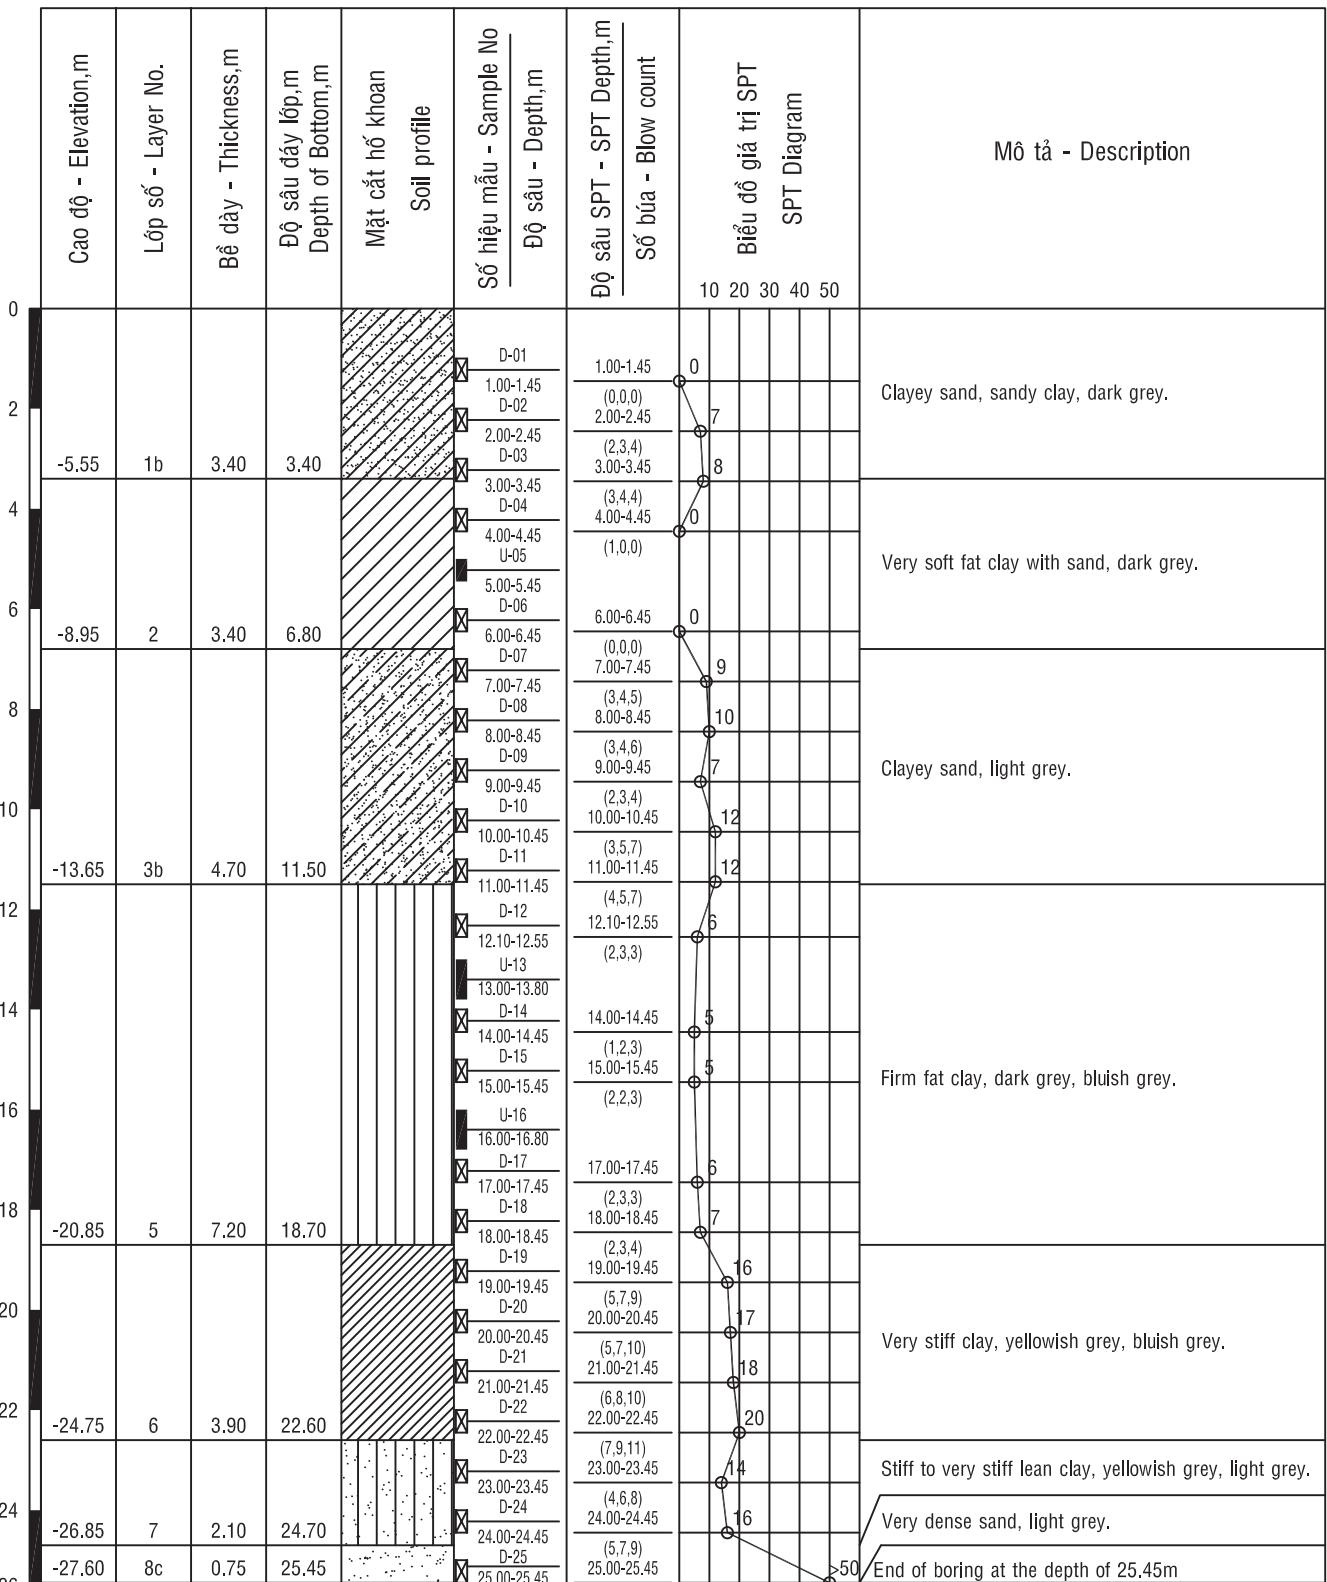 Cao độ - Elevation,m
Lớp số - Layer No.
Bề dày - Thickness,m
Độ sâu đáy lớp,m
Depth of Bottom,m
Mặt cắt hố khoan
Soil profile
Số hiệu mẫu - Sample No
Độ sâu - Depth,m
Độ sâu SPT - SPT Depth,m
Số búa - Blow count
Biểu đồ giá trị SPT
SPT Diagram
10 20 30 40 50
Mô tả - Description
0
2
4
6
8
10
12
14
16
18
20
22
24
-5.55 1b 3.40 3.40
-8.95 2 3.40 6.80
-13.65 3b 4.70 11.50
-20.85 5 7.20 18.70
-24.75 6 3.90 22.60
-26.85 7 2.10 24.70
-27.60 8c 0.75 25.45
D-01
1.00-1.45
D-02
2.00-2.45
D-03
3.00-3.45
D-04
4.00-4.45
U-05
5.00-5.45
D-06
6.00-6.45
D-07
7.00-7.45
D-08
8.00-8.45
D-09
9.00-9.45
D-10
10.00-10.45
D-11
11.00-11.45
D-12
12.10-12.55
U-13
13.00-13.80
D-14
14.00-14.45
D-15
15.00-15.45
U-16
16.00-16.80
D-17
17.00-17.45
D-18
18.00-18.45
D-19
19.00-19.45
D-20
20.00-20.45
D-21
21.00-21.45
D-22
22.00-22.45
D-23
23.00-23.45
D-24
24.00-24.45
D-25
25.00-25.45
1.00-1.45 0
(0,0,0)
2.00-2.45 7
(2,3,4)
3.00-3.45 8
(3,4,4)
4.00-4.45 0
(1,0,0)
6.00-6.45 0
(0,0,0)
7.00-7.45 9
(3,4,5)
8.00-8.45 10
(3,4,6)
9.00-9.45 7
(2,3,4)
10.00-10.45 12
(3,5,7)
11.00-11.45 12
(4,5,7)
12.10-12.55 6
(2,3,3)
14.00-14.45 5
(1,2,3)
15.00-15.45 5
(2,2,3)
17.00-17.45 6
(2,3,3)
18.00-18.45 7
(2,3,4)
19.00-19.45 16
(5,7,9)
20.00-20.45 17
(5,7,10)
21.00-21.45 18
(6,8,10)
22.00-22.45 20
(7,9,11)
23.00-23.45 14
(4,6,8)
24.00-24.45 16
(5,7,9)
25.00-25.45 >50
Clayey sand, sandy clay, dark grey.
Very soft fat clay with sand, dark grey.
Clayey sand, light grey.
Firm fat clay, dark grey, bluish grey.
Very stiff clay, yellowish grey, bluish grey.
Stiff to very stiff lean clay, yellowish grey, light grey.
Very dense sand, light grey.
End of boring at the depth of 25.45m